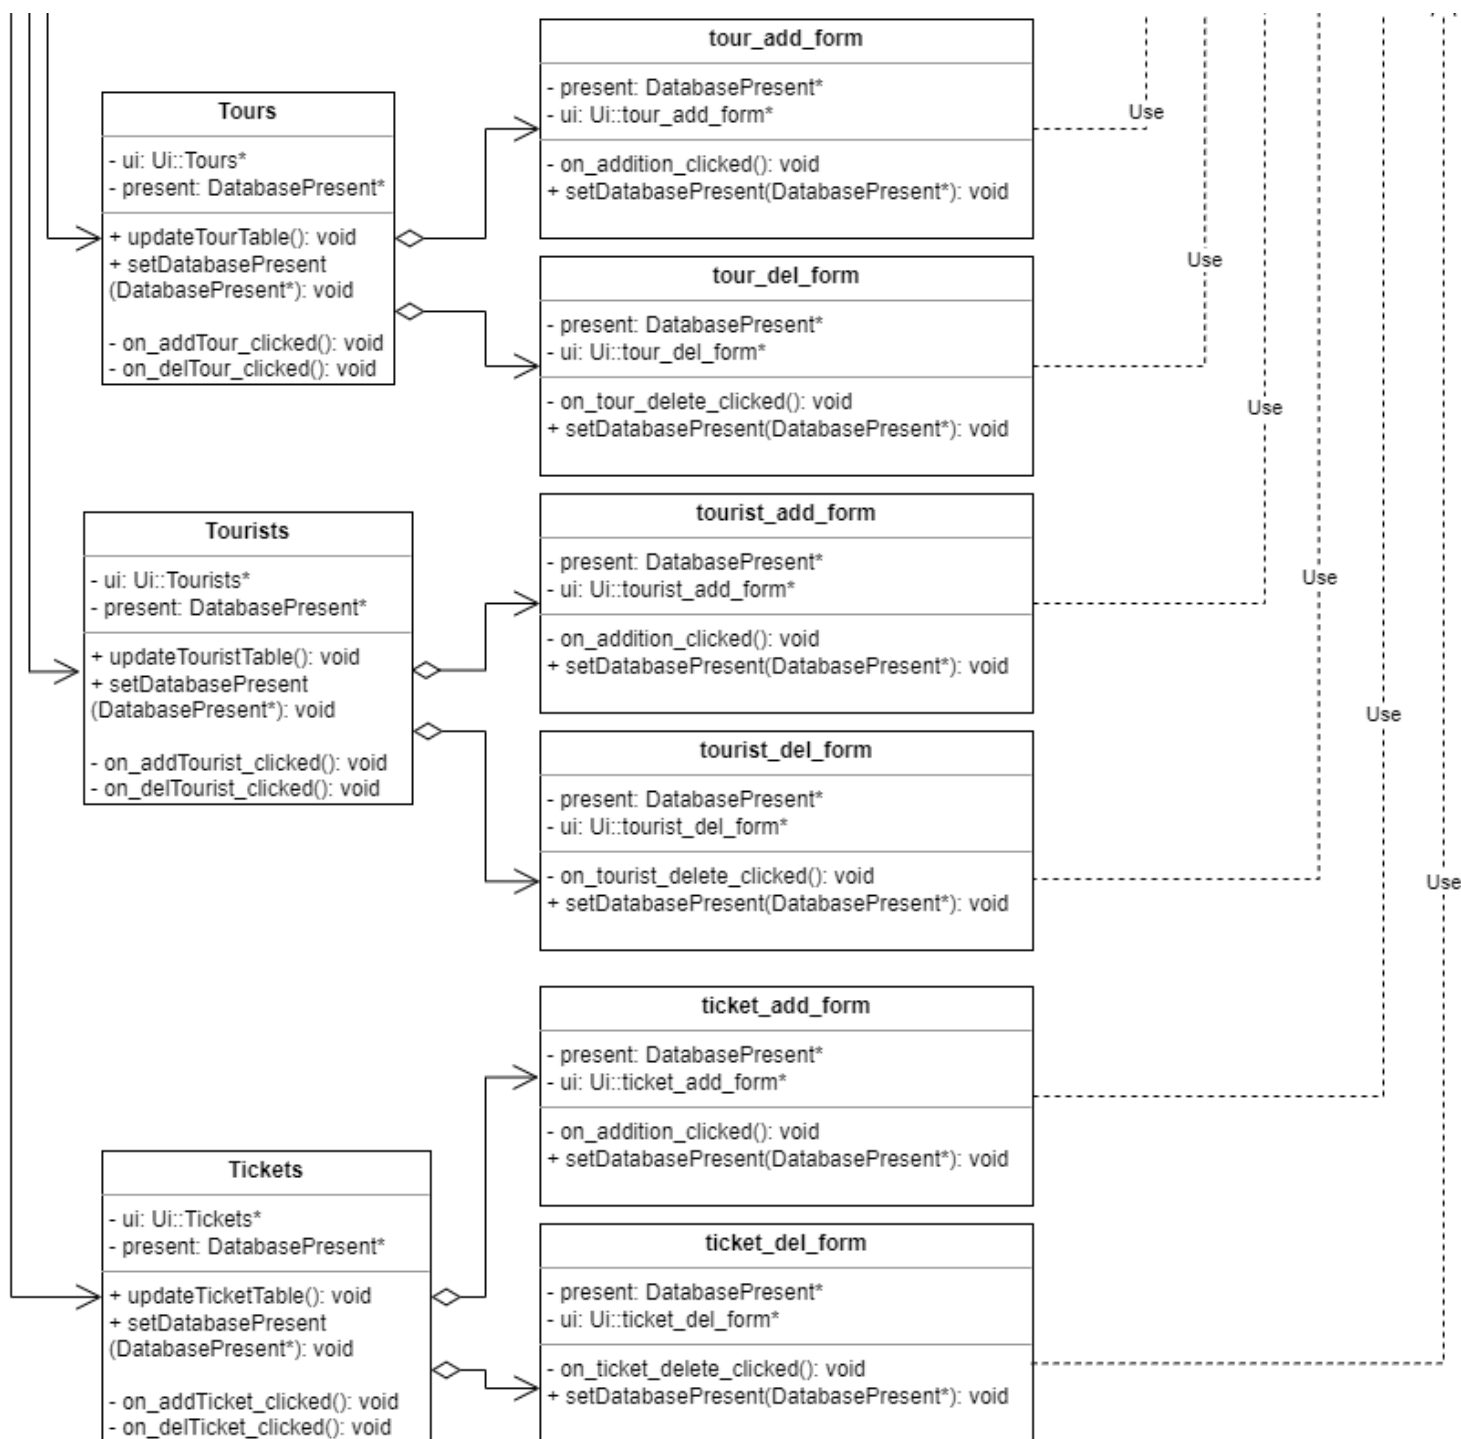 tour_add_form
- present: DatabasePresent*
- ui: Ui::tour_add_form*
- on_addition_clicked(): void
+ setDatabasePresent(DatabasePresent*): void
Use
Tours
- ui: Ui::Tours*
- present: DatabasePresent*
+ updateTourTable(): void
+ setDatabasePresent
(DatabasePresent*): void
- on_addTour_clicked(): void
- on_delTour_clicked(): void
tour_del_form
- present: DatabasePresent*
- ui: Ui::tour_del_form*
- on_tour_delete_clicked(): void
+ setDatabasePresent(DatabasePresent*): void
Use
Use
Tourists
- ui: Ui::Tourists*
- present: DatabasePresent*
+ updateTouristTable(): void
+ setDatabasePresent
(DatabasePresent*): void
- on_addTourist_clicked(): void
- on_delTourist_clicked(): void
tourist_add_form
- present: DatabasePresent*
- ui: Ui::tourist_add_form*
- on_addition_clicked(): void
+ setDatabasePresent(DatabasePresent*): void
Use
Use
tourist_del_form
- present: DatabasePresent*
- ui: Ui::tourist_del_form*
- on_tourist_delete_clicked(): void
+ setDatabasePresent(DatabasePresent*): void
Use
ticket_add_form
- present: DatabasePresent*
- ui: Ui::ticket_add_form*
- on_addition_clicked(): void
+ setDatabasePresent(DatabasePresent*): void
Tickets
- ui: Ui::Tickets*
- present: DatabasePresent*
+ updateTicketTable(): void
+ setDatabasePresent
(DatabasePresent*): void
- on_addTicket_clicked(): void
- on_delTicket_clicked(): void
ticket_del_form
- present: DatabasePresent*
- ui: Ui::ticket_del_form*
- on_ticket_delete_clicked(): void
+ setDatabasePresent(DatabasePresent*): void